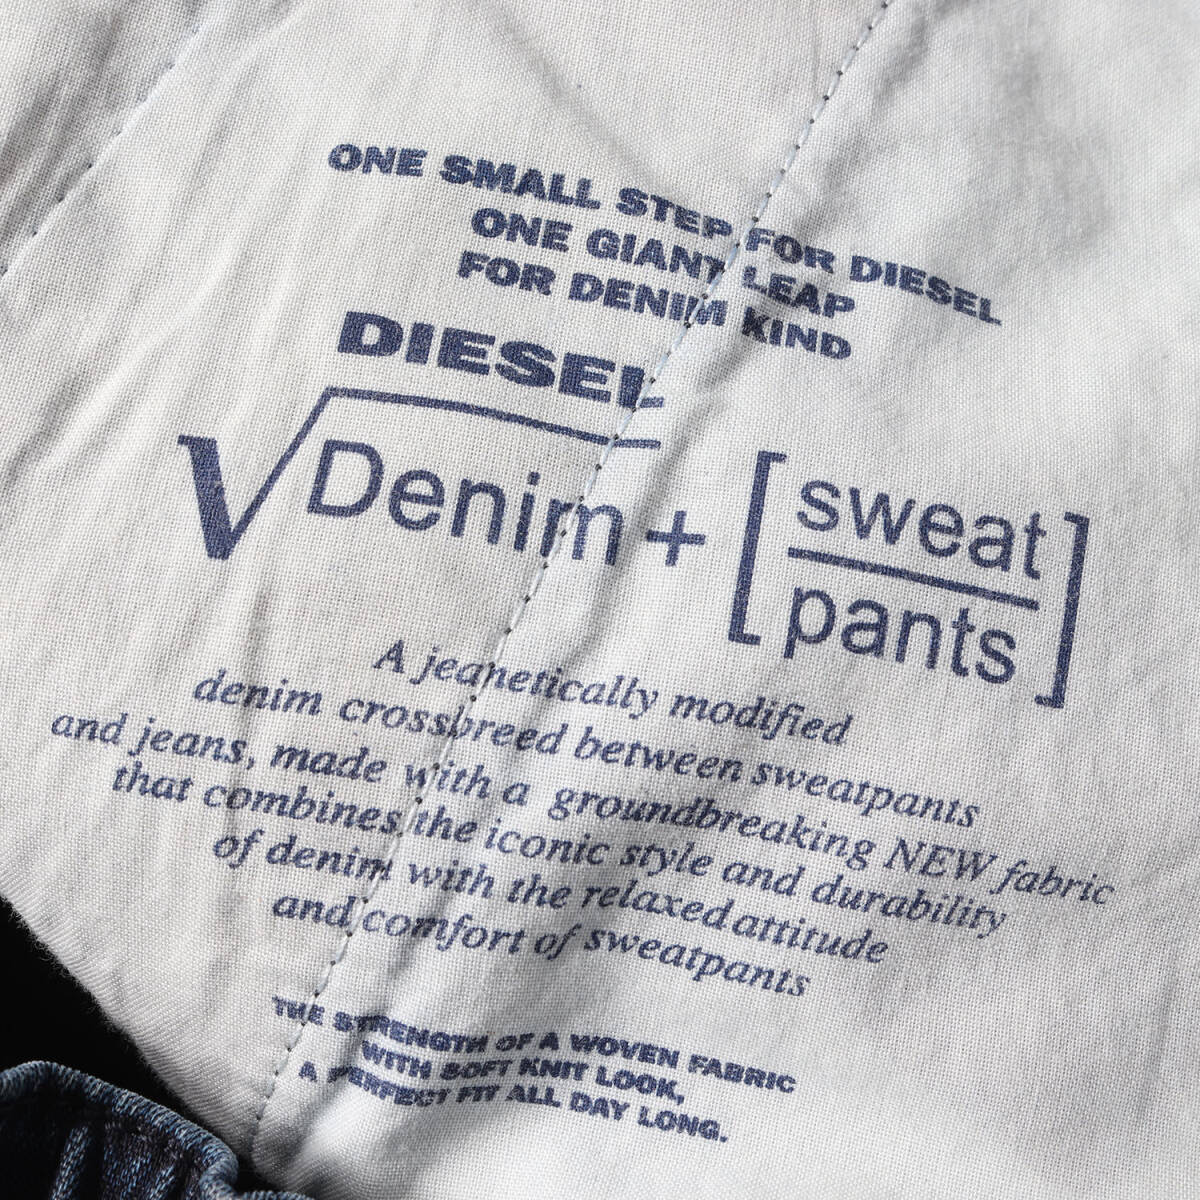 ONE SMALL STEP FOR DIESEL
ONE GIANT LEAP
FOR DENIM KIND
DIESEL
√Denim + [sweat
pants]
A jeanetically modified
denim crossbreed between sweatpants
and jeans, made with a groundbreaking NEW fabric
that combines the iconic style and durability
of denim with the relaxed attitude
and comfort of sweatpants
THE STRENGTH OF A WOVEN FABRIC
WITH SOFT KNIT LOOK,
A PERFECT FIT ALL DAY LONG.